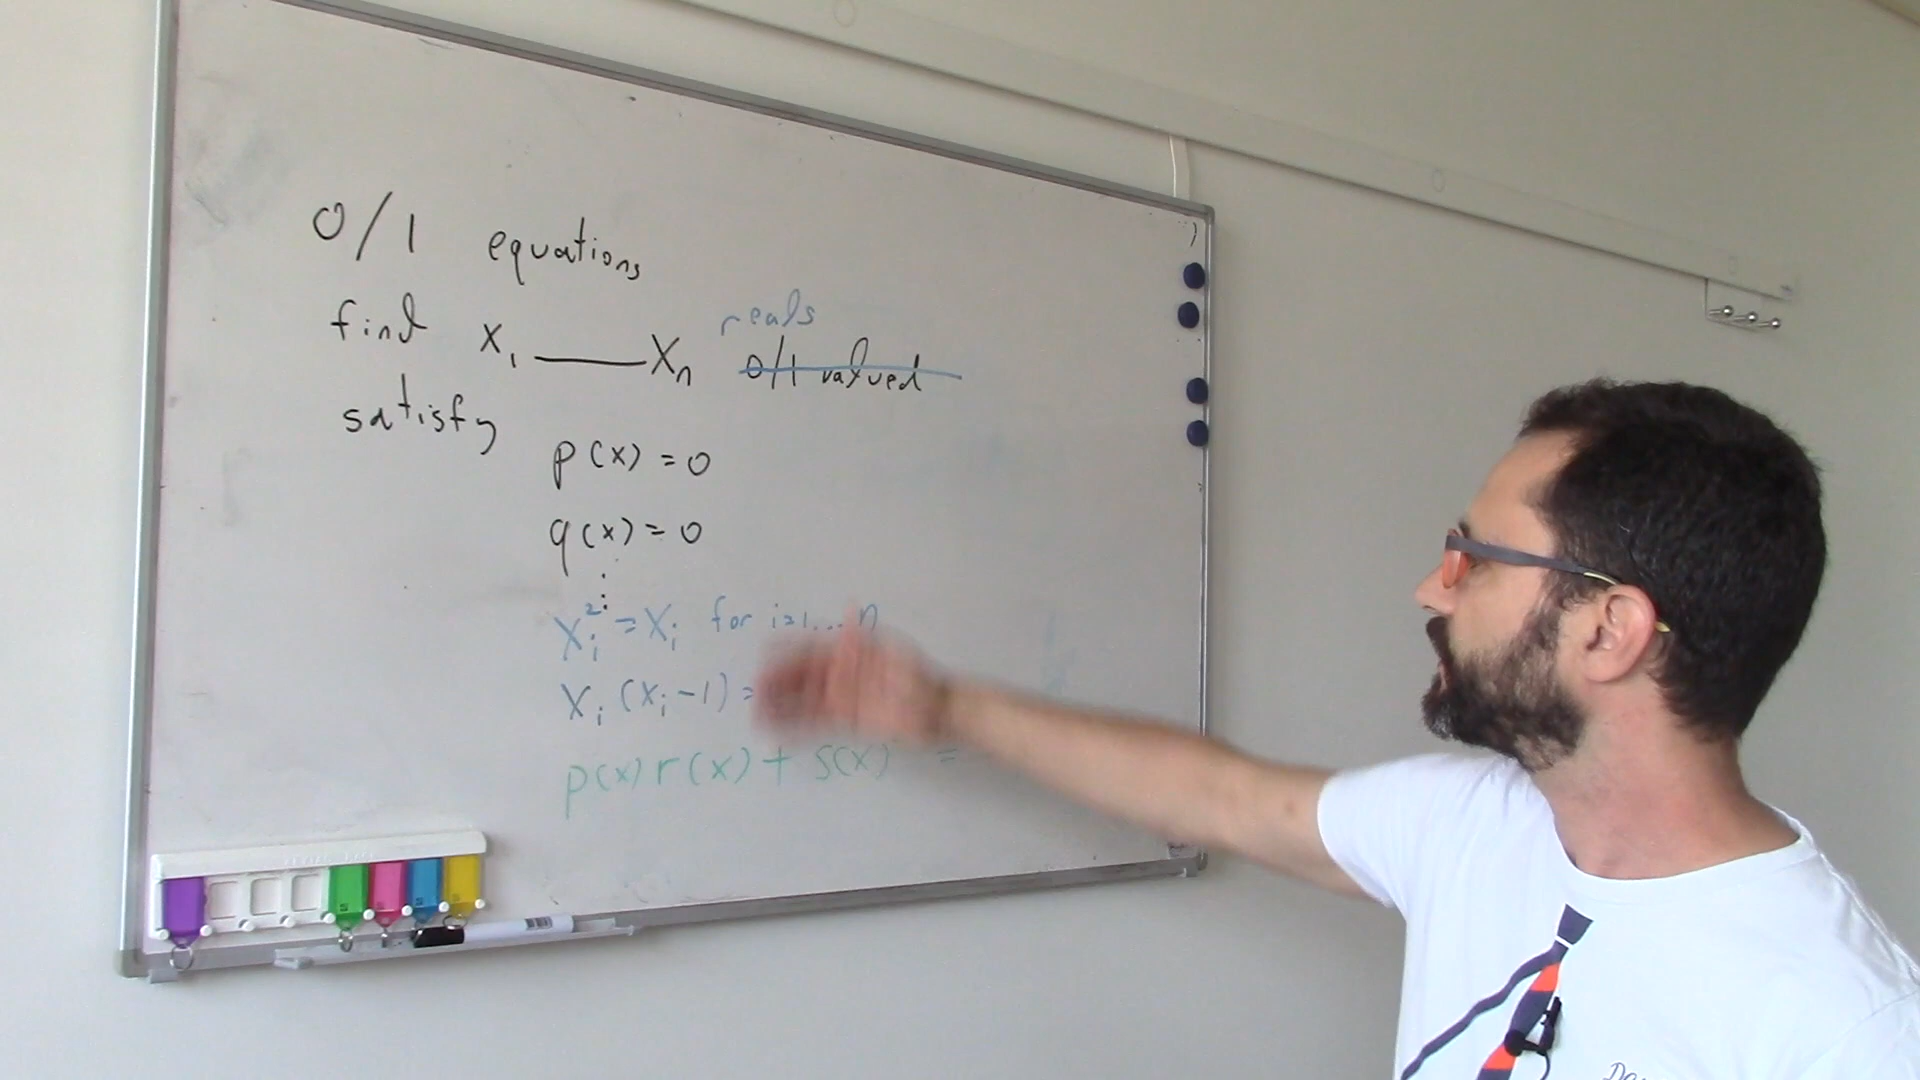 0/1 equations
find x₁ — xₙ reals
0/1 valued
satisfy
p(x) = 0
q(x) = 0
⋮
xᵢ² = xᵢ for i=1...n
xᵢ (xᵢ-1) =
p(x) r(x) + s(x) =